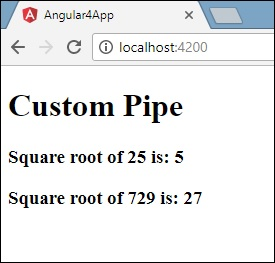 Angular4App
localhost:4200
Custom Pipe
Square root of 25 is: 5
Square root of 729 is: 27